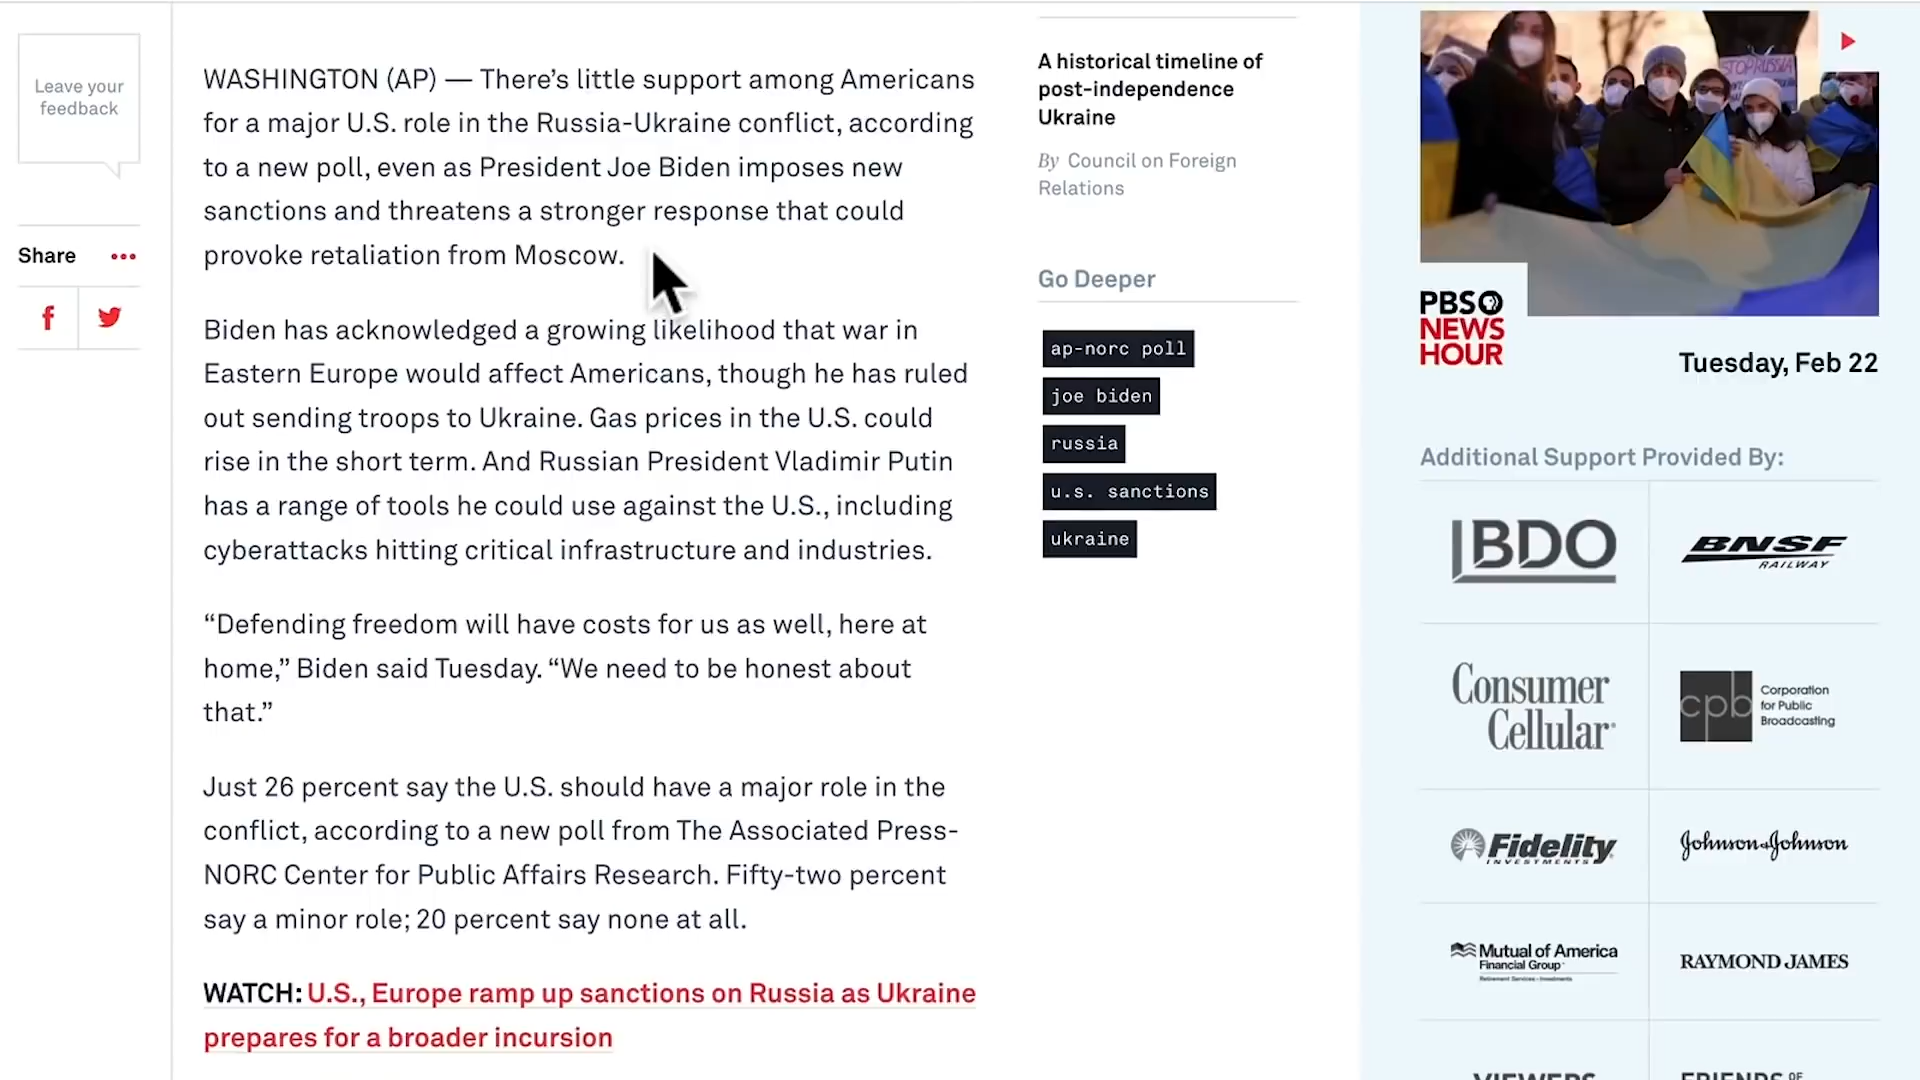 Leave your
feedback
Share
WASHINGTON (AP) — There’s little support among Americans
for a major U.S. role in the Russia-Ukraine conflict, according
to a new poll, even as President Joe Biden imposes new
sanctions and threatens a stronger response that could
provoke retaliation from Moscow.
Biden has acknowledged a growing likelihood that war in
Eastern Europe would affect Americans, though he has ruled
out sending troops to Ukraine. Gas prices in the U.S. could
rise in the short term. And Russian President Vladimir Putin
has a range of tools he could use against the U.S., including
cyberattacks hitting critical infrastructure and industries.
“Defending freedom will have costs for us as well, here at
home,” Biden said Tuesday. “We need to be honest about
that.”
Just 26 percent say the U.S. should have a major role in the
conflict, according to a new poll from The Associated Press-
NORC Center for Public Affairs Research. Fifty-two percent
say a minor role; 20 percent say none at all.
WATCH: U.S., Europe ramp up sanctions on Russia as Ukraine
prepares for a broader incursion
A historical timeline of
post-independence
Ukraine
By Council on Foreign
Relations
Go Deeper
ap-norc poll
joe biden
russia
u.s. sanctions
ukraine
STOP RUSSIA
PBS
NEWS
HOUR
Tuesday, Feb 22
Additional Support Provided By:
BDO
BNSF
RAILWAY
Consumer
Cellular
cpb Corporation
for Public
Broadcasting
Fidelity
INVESTMENTS
Johnson & Johnson
Mutual of America
Financial Group
Retirement Services • Investments
RAYMOND JAMES
VIEWERS
FRIENDS OF